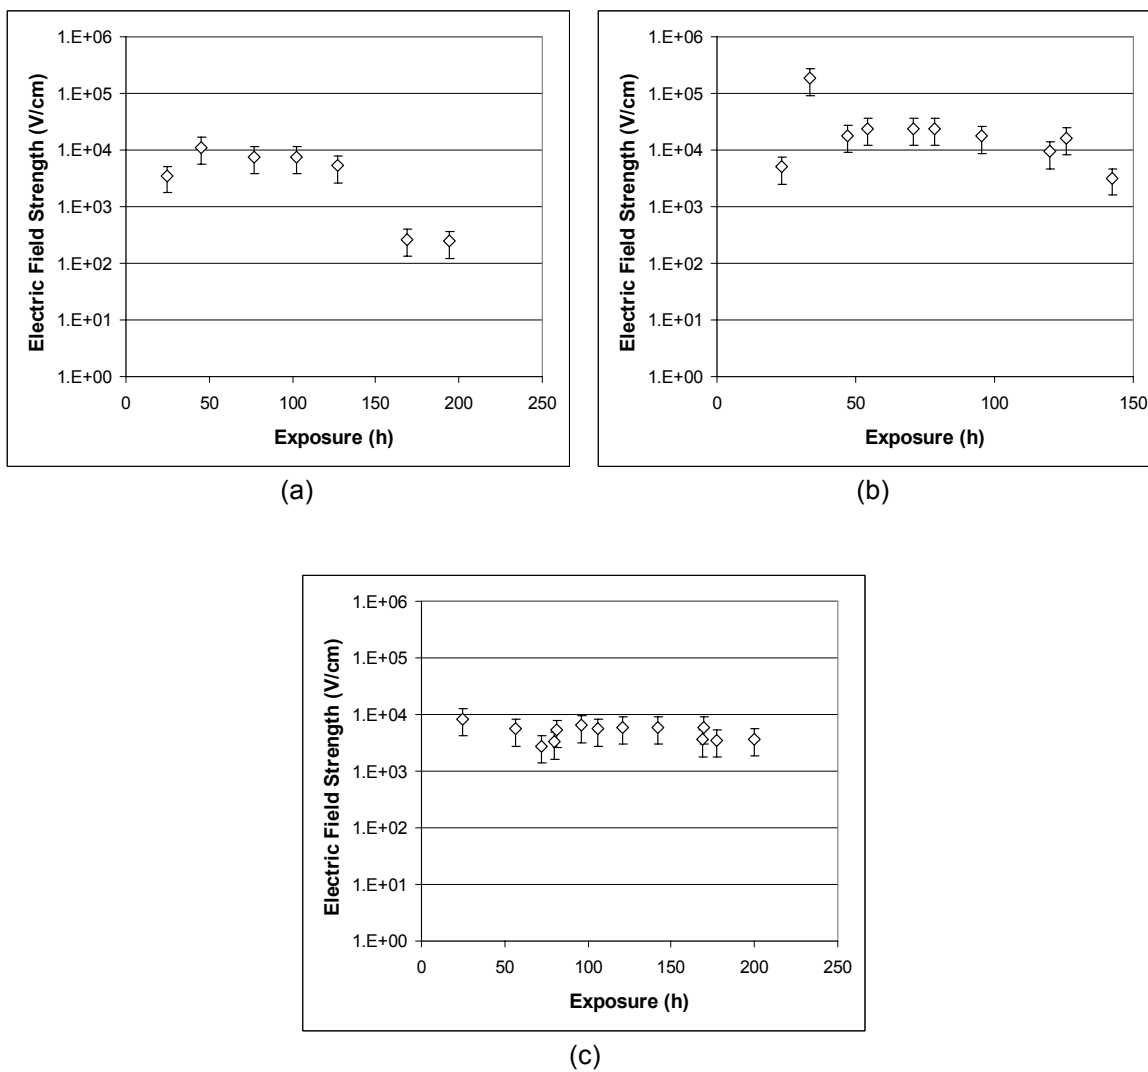 Electric Field Strength (V/cm)
1.E+06
1.E+05
1.E+04
1.E+03
1.E+02
1.E+01
1.E+00
0 50 100 150 200 250
Exposure (h)
(a)
Electric Field Strength (V/cm)
1.E+06
1.E+05
1.E+04
1.E+03
1.E+02
1.E+01
1.E+00
0 50 100 150
Exposure (h)
(b)
Electric Field Strength (V/cm)
1.E+06
1.E+05
1.E+04
1.E+03
1.E+02
1.E+01
1.E+00
0 50 100 150 200 250
Exposure (h)
(c)